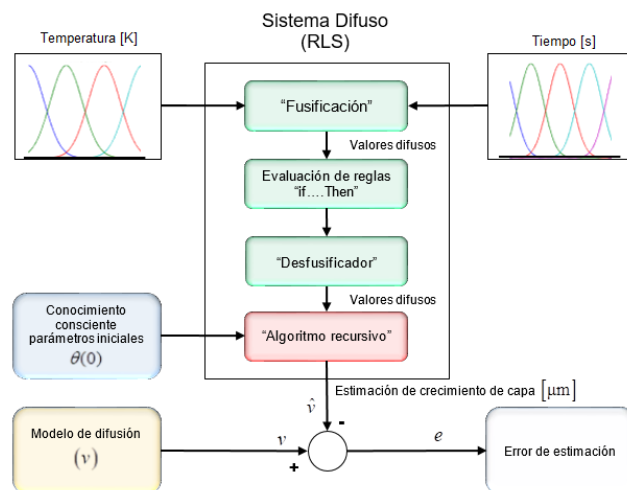 Sistema Difuso
(RLS)
Temperatura [K]
Tiempo [s]
“Fusificación”
Valores difusos
Evaluación de reglas
“if....Then”
“Desfusificador”
Valores difusos
Conocimiento
consciente
parámetros iniciales
θ(0)
“Algoritmo recursivo”
Estimación de crecimiento de capa [μm]
v̂
-
Modelo de difusión
(v)
v
+
e
Error de estimación